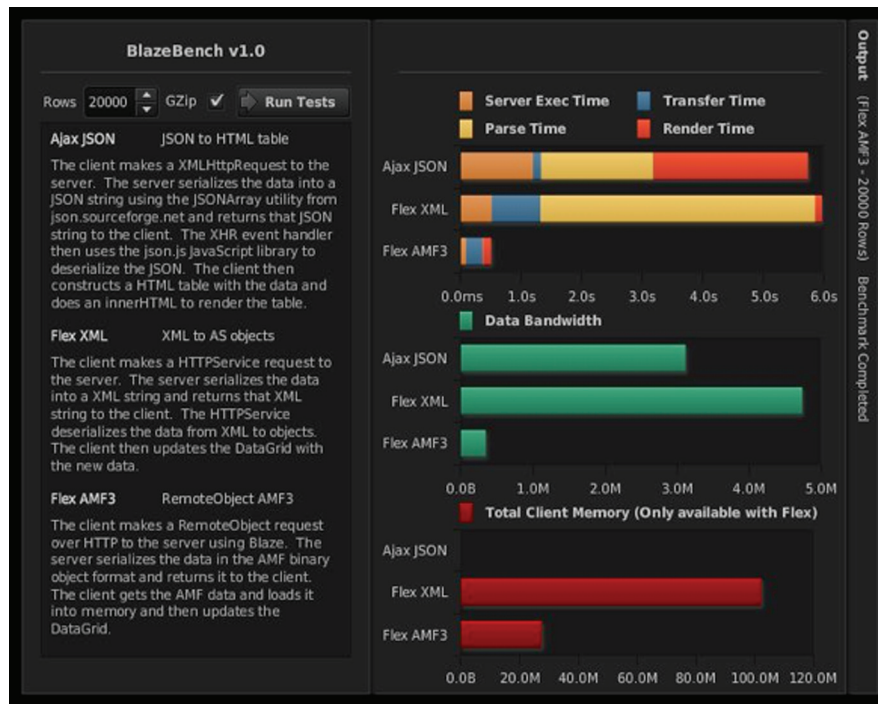 BlazeBench v1.0
Rows 20000 GZip Run Tests
Ajax JSON JSON to HTML table
The client makes a XMLHttpRequest to the
server. The server serializes the data into a
JSON string using the JSONArray utility from
json.sourceforge.net and returns that JSON
string to the client. The XHR event handler
then uses the json.js JavaScript library to
deserialize the JSON. The client then
constructs a HTML table with the data and
does an innerHTML to render the table.
Flex XML XML to AS objects
The client makes a HTTPService request to
the server. The server serializes the data
into a XML string and returns that XML
string to the client. The HTTPService
deserializes the data from XML to objects.
The client then updates the DataGrid with
the new data.
Flex AMF3 RemoteObject AMF3
The client makes a RemoteObject request
over HTTP to the server using Blaze. The
server serializes the data in the AMF binary
object format and returns it to the client.
The client gets the AMF data and loads it
into memory and then updates the
DataGrid.
Server Exec Time Transfer Time
Parse Time Render Time
Ajax JSON
Flex XML
Flex AMF3
0.0ms 1.0s 2.0s 3.0s 4.0s 5.0s 6.0s
Data Bandwidth
Ajax JSON
Flex XML
Flex AMF3
0.0B 1.0M 2.0M 3.0M 4.0M 5.0M
Total Client Memory (Only available with Flex)
Ajax JSON
Flex XML
Flex AMF3
0.0B 20.0M 40.0M 60.0M 80.0M 100.0M 120.0M
Output (Flex AMF3 - 20000 Rows) Benchmark Completed